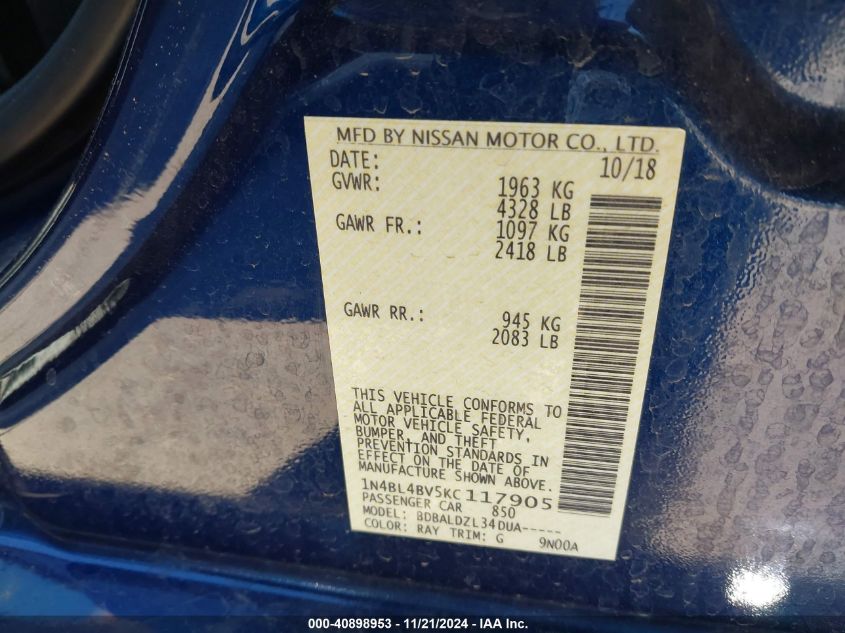 MFD BY NISSAN MOTOR CO., LTD.
DATE: 10/18
GVWR: 1963 KG
4328 LB
GAWR FR.: 1097 KG
2418 LB
GAWR RR.: 945 KG
2083 LB
THIS VEHICLE CONFORMS TO
ALL APPLICABLE FEDERAL
MOTOR VEHICLE SAFETY,
BUMPER, AND THEFT
PREVENTION STANDARDS IN
EFFECT ON THE DATE OF
MANUFACTURE SHOWN ABOVE.
1N4BL4BV5KC117905
PASSENGER CAR 850
MODEL: BDBALDZL34DUA-----
COLOR: RAY TRIM: G 9N00A
000-40898953 - 11/21/2024 - IAA Inc.